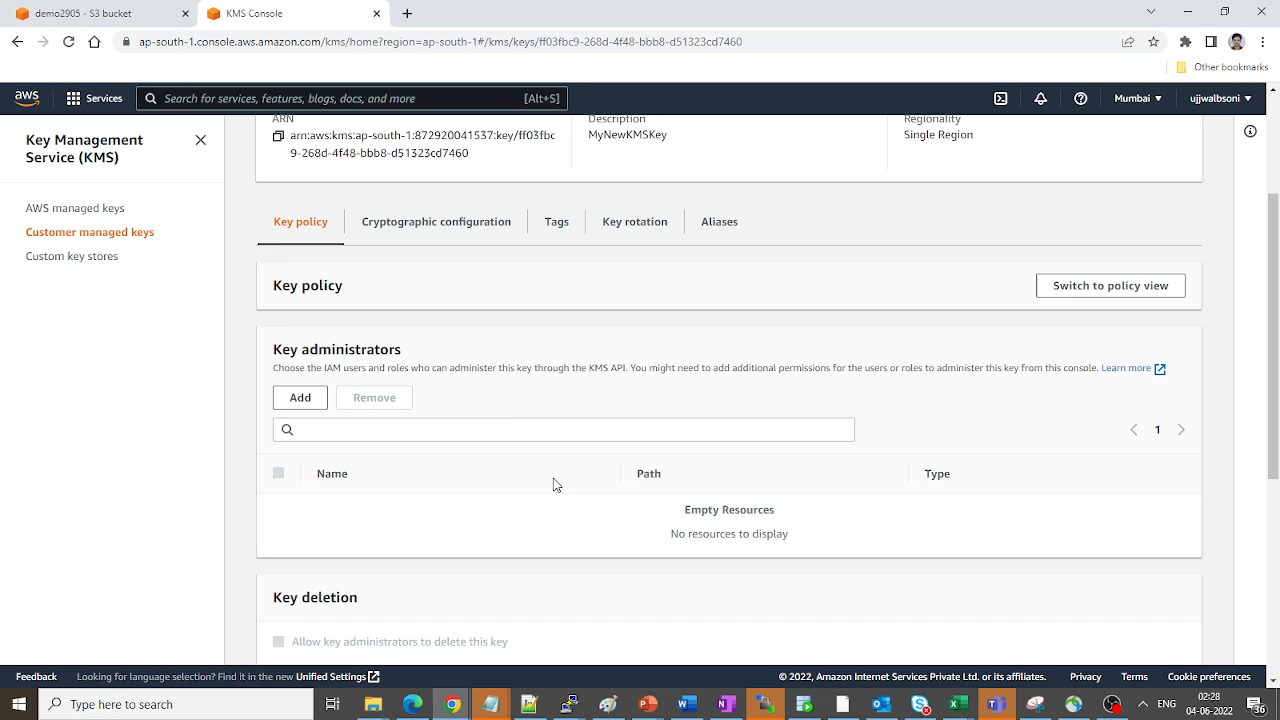 demo2905 - S3 bucket
KMS Console
ap-south-1.console.aws.amazon.com/kms/home?region=ap-south-1#/kms/keys/ff03fbc9-268d-4f48-bbb8-d51323cd7460
Other bookmarks
aws
Services
Search for services, features, blogs, docs, and more
[Alt+S]
Mumbai
ujjwalbsoni
Key Management
Service (KMS)
AWS managed keys
Customer managed keys
Custom key stores
ARN
Description
Regionality
arn:aws:kms:ap-south-1:872920041537:key/ff03fbc
9-268d-4f48-bbb8-d51323cd7460
MyNewKMSKey
Single Region
Key policy
Cryptographic configuration
Tags
Key rotation
Aliases
Key policy
Switch to policy view
Key administrators
Choose the IAM users and roles who can administer this key through the KMS API. You might need to add additional permissions for the users or roles to administer this key from this console. Learn more
Add
Remove
1
Name
Path
Type
Empty Resources
No resources to display
Key deletion
Allow key administrators to delete this key
Feedback
Looking for language selection? Find it in the new Unified Settings
© 2022, Amazon Internet Services Private Ltd. or its affiliates.
Privacy
Terms
Cookie preferences
Type here to search
ENG
02:28
04-06-2022